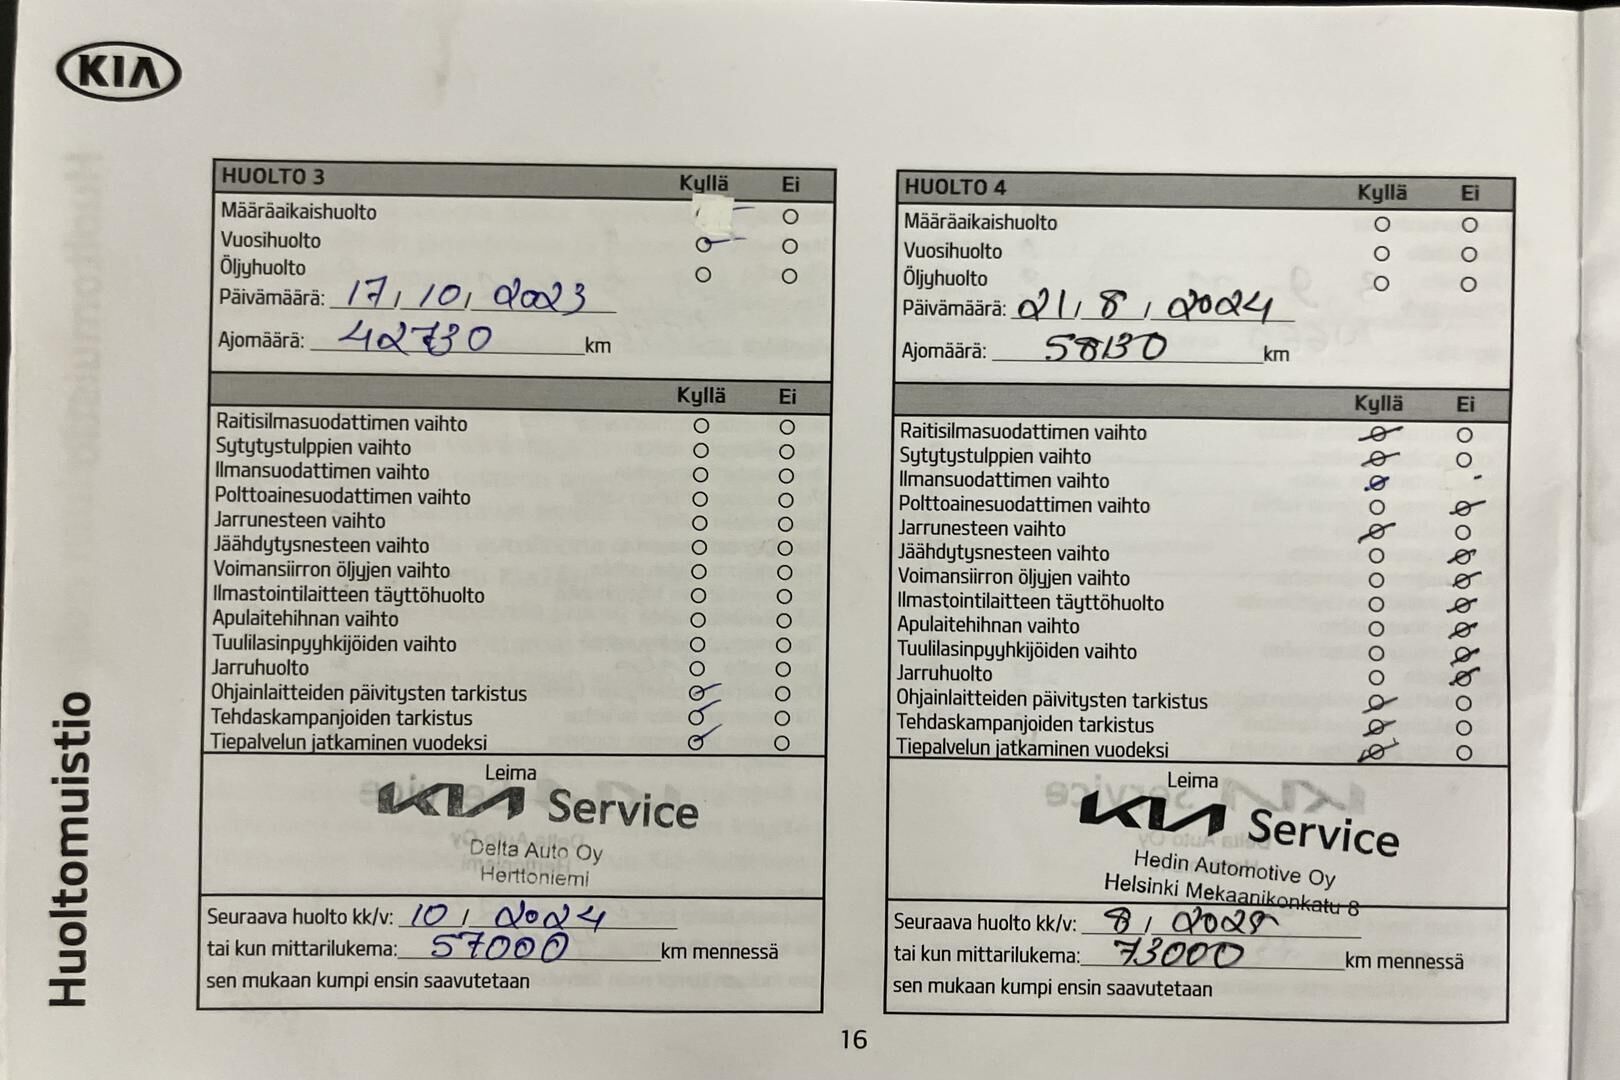 KIA
Huoltomuistio
HUOLTO 3 Kyllä Ei
Määräaikaishuolto
Vuosihuolto
Öljyhuolto
Päivämäärä: 17 / 10 / 2023
Ajomäärä: 42730 km
Kyllä Ei
Raitisilmasuodattimen vaihto
Sytytystulppien vaihto
Ilmansuodattimen vaihto
Polttoainesuodattimen vaihto
Jarrunesteen vaihto
Jäähdytysnesteen vaihto
Voimansiirron öljyjen vaihto
Ilmastointilaitteen täyttöhuolto
Apulaitehihnan vaihto
Tuulilasinpyyhkijöiden vaihto
Jarruhuolto
Ohjainlaitteiden päivitysten tarkistus
Tehdaskampanjoiden tarkistus
Tiepalvelun jatkaminen vuodeksi
Leima
KIA Service
Delta Auto Oy
Herttoniemi
Seuraava huolto kk/v: 10 / 2024
tai kun mittarilukema: 57000 km mennessä
sen mukaan kumpi ensin saavutetaan
HUOLTO 4 Kyllä Ei
Määräaikaishuolto
Vuosihuolto
Öljyhuolto
Päivämäärä: 21 / 8 / 2024
Ajomäärä: 58130 km
Kyllä Ei
Raitisilmasuodattimen vaihto
Sytytystulppien vaihto
Ilmansuodattimen vaihto
Polttoainesuodattimen vaihto
Jarrunesteen vaihto
Jäähdytysnesteen vaihto
Voimansiirron öljyjen vaihto
Ilmastointilaitteen täyttöhuolto
Apulaitehihnan vaihto
Tuulilasinpyyhkijöiden vaihto
Jarruhuolto
Ohjainlaitteiden päivitysten tarkistus
Tehdaskampanjoiden tarkistus
Tiepalvelun jatkaminen vuodeksi
Leima
KIA Service
Hedin Automotive Oy
Helsinki Mekaanikonkatu 8
Seuraava huolto kk/v: 8 / 2025
tai kun mittarilukema: 73000 km mennessä
sen mukaan kumpi ensin saavutetaan
16